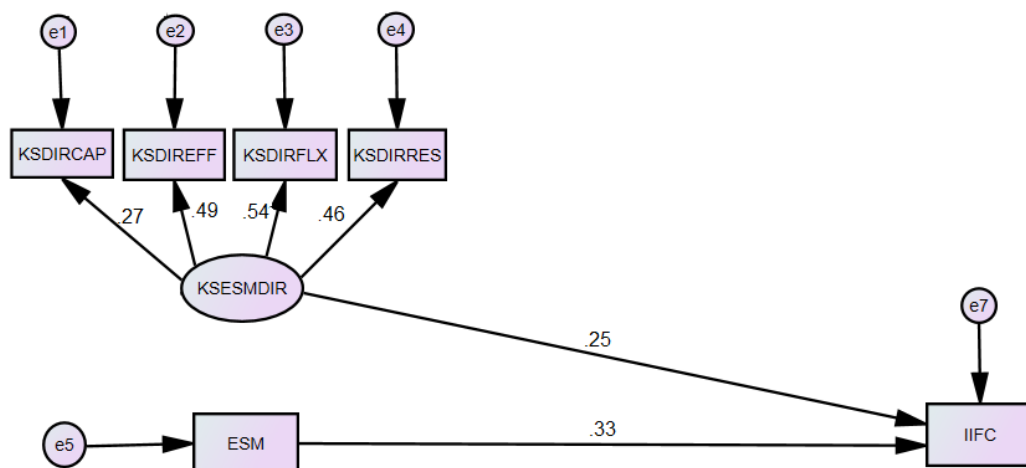 e1
e2
e3
e4
KSDIRCAP
KSDIREFF
KSDIRFLX
KSDIRRES
.27
.49
.54
.46
KSESMDIR
e7
.25
.33
e5
ESM
IIFC